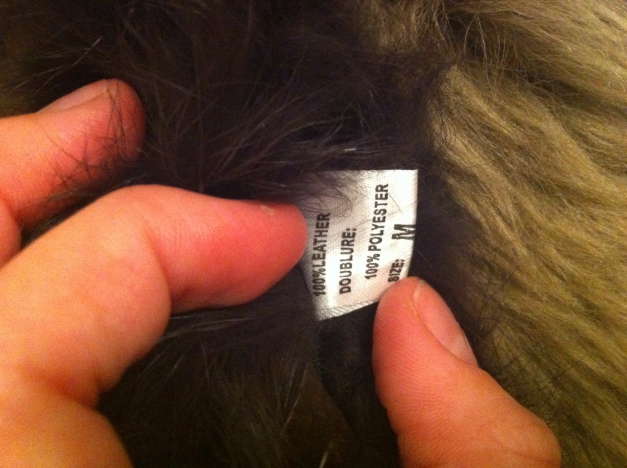 100%LEATHER
DOUBLURE:
100% POLYESTER
SIZE: M